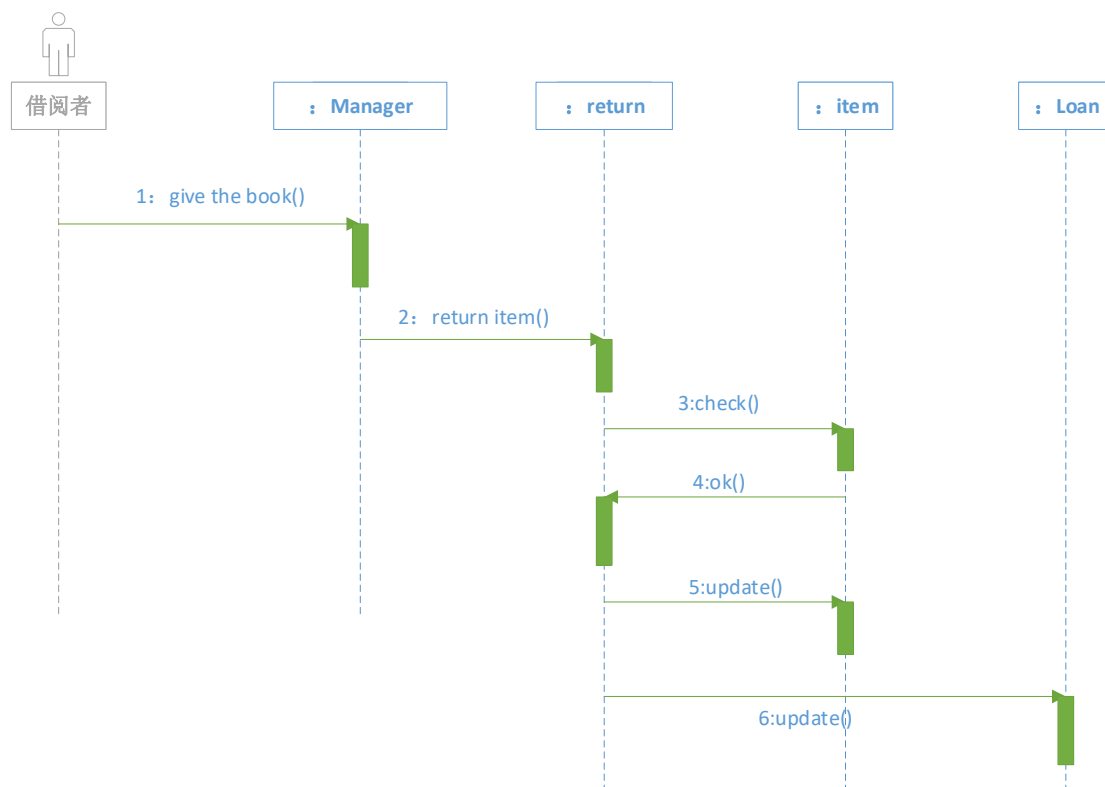 借阅者
：Manager
：return
：item
：Loan
1：give the book()
2：return item()
3:check()
4:ok()
5:update()
6:update()